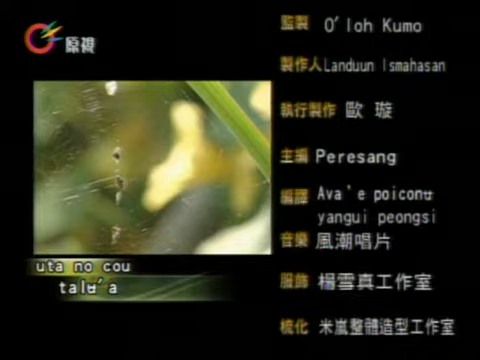 原視
監製 O'loh Kumo
製作人 Landuun Ismahasan
執行製作 歐 璇
主編 Peresang
編譯 Ava'e poiconʉ
yangui peongsi
音樂 風潮唱片
服飾 楊雪真工作室
梳化 米嵐整體造型工作室
uta no cou
talʉ'a